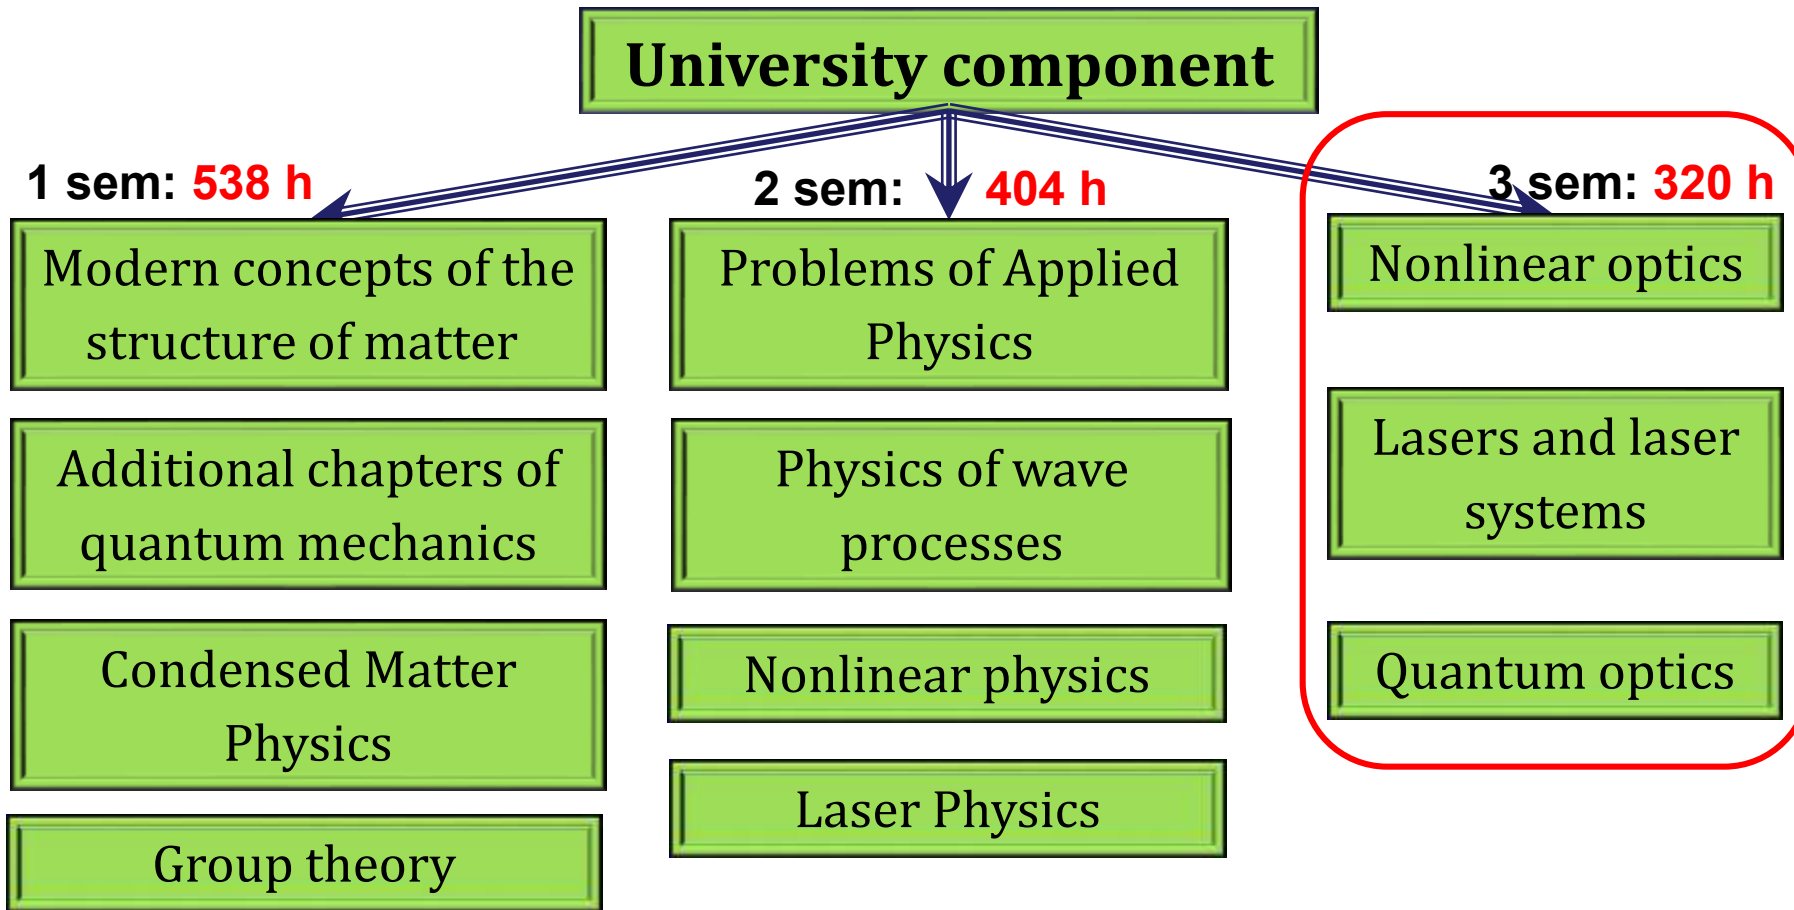 University component
1 sem: 538 h
Modern concepts of the
structure of matter
Additional chapters of
quantum mechanics
Condensed Matter
Physics
Group theory
2 sem: 404 h
Problems of Applied
Physics
Physics of wave
processes
Nonlinear physics
Laser Physics
3 sem: 320 h
Nonlinear optics
Lasers and laser
systems
Quantum optics